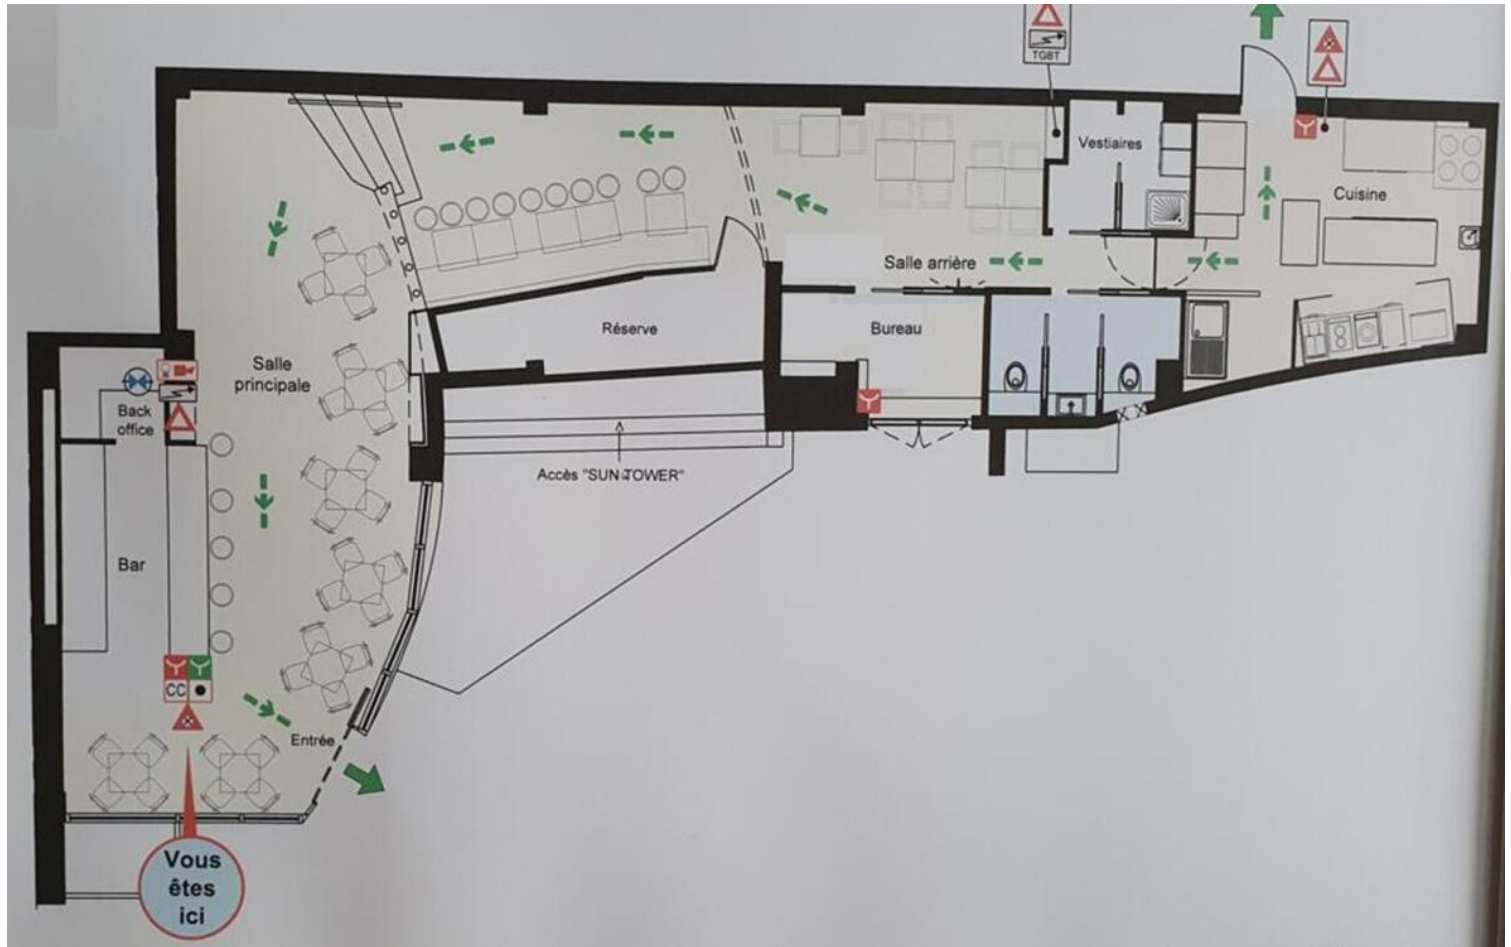 TGBT
Vestiaires
Cuisine
Salle arrière
Réserve
Bureau
Salle
principale
Back
office
Accès "SUN TOWER"
Bar
CC
Entrée
Vous
êtes
ici